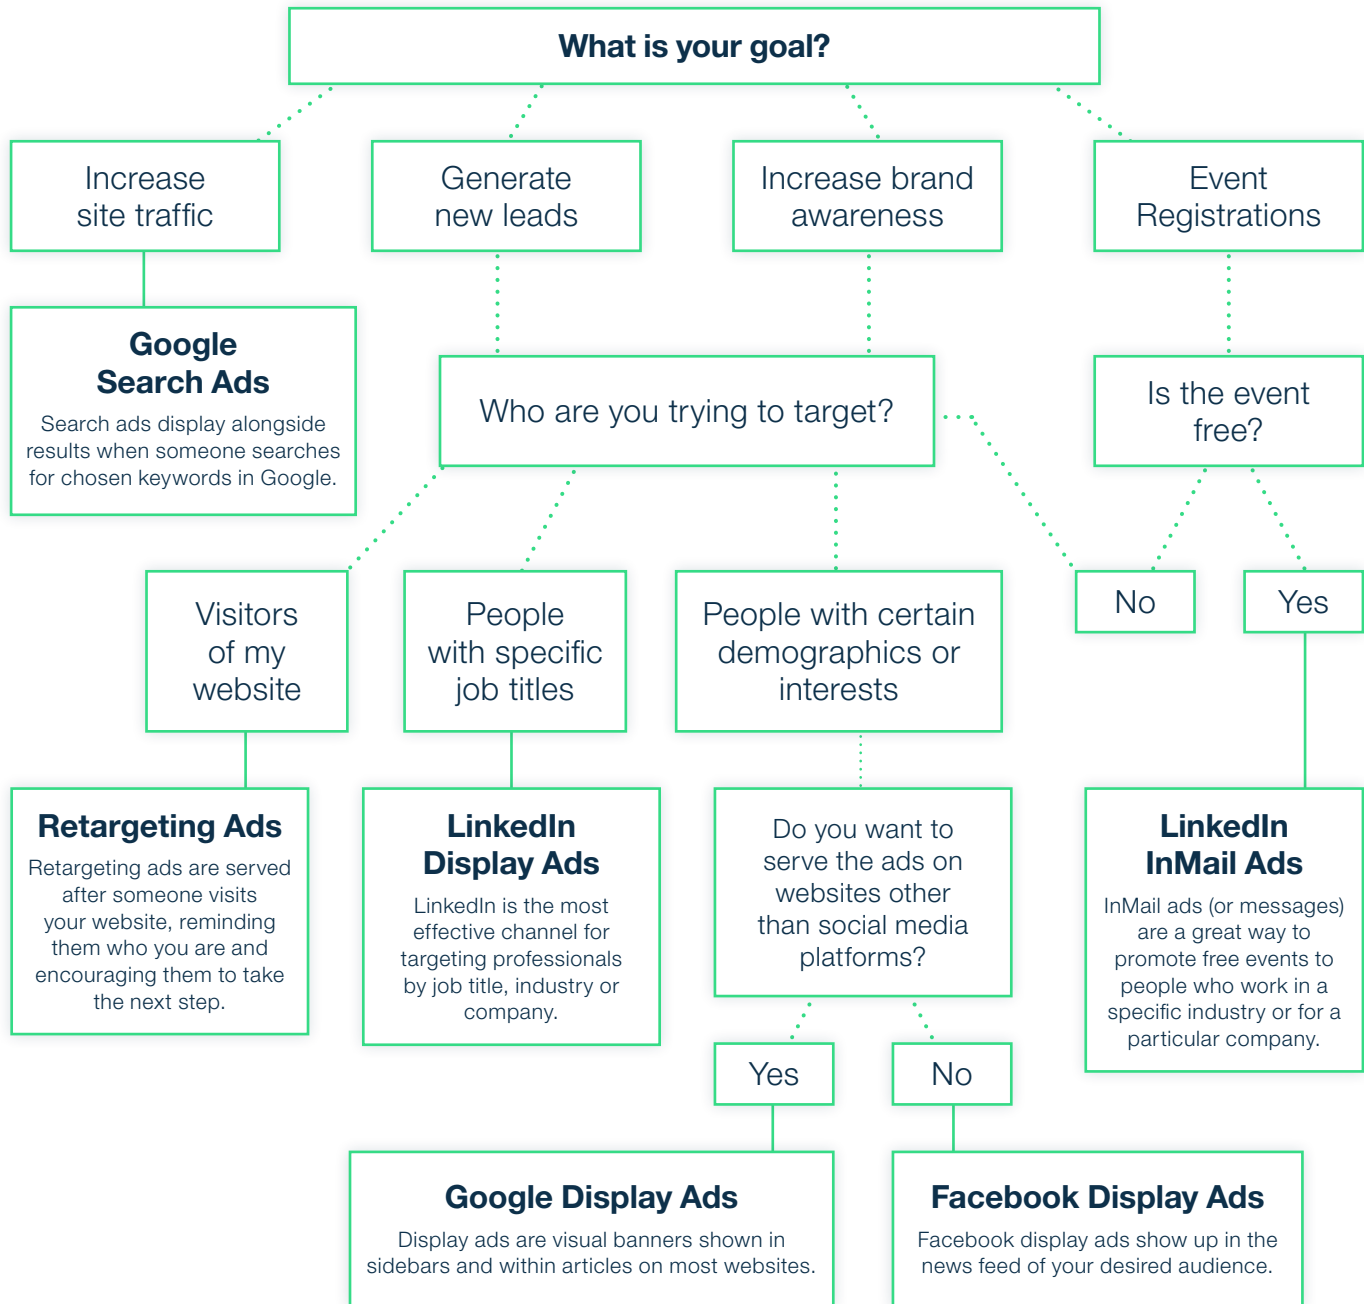 What is your goal?
Increase
site traffic
Generate
new leads
Increase brand
awareness
Event
Registrations
Google
Search Ads
Search ads display alongside
results when someone searches
for chosen keywords in Google.
Who are you trying to target?
Is the event
free?
Visitors
of my
website
People
with specific
job titles
People with certain
demographics or
interests
No
Yes
Retargeting Ads
Retargeting ads are served
after someone visits
your website, reminding
them who you are and
encouraging them to take
the next step.
LinkedIn
Display Ads
LinkedIn is the most
effective channel for
targeting professionals
by job title, industry or
company.
Do you want to
serve the ads on
websites other
than social media
platforms?
LinkedIn
InMail Ads
InMail ads (or messages)
are a great way to
promote free events to
people who work in a
specific industry or for a
particular company.
Yes
No
Google Display Ads
Display ads are visual banners shown in
sidebars and within articles on most websites.
Facebook Display Ads
Facebook display ads show up in the
news feed of your desired audience.